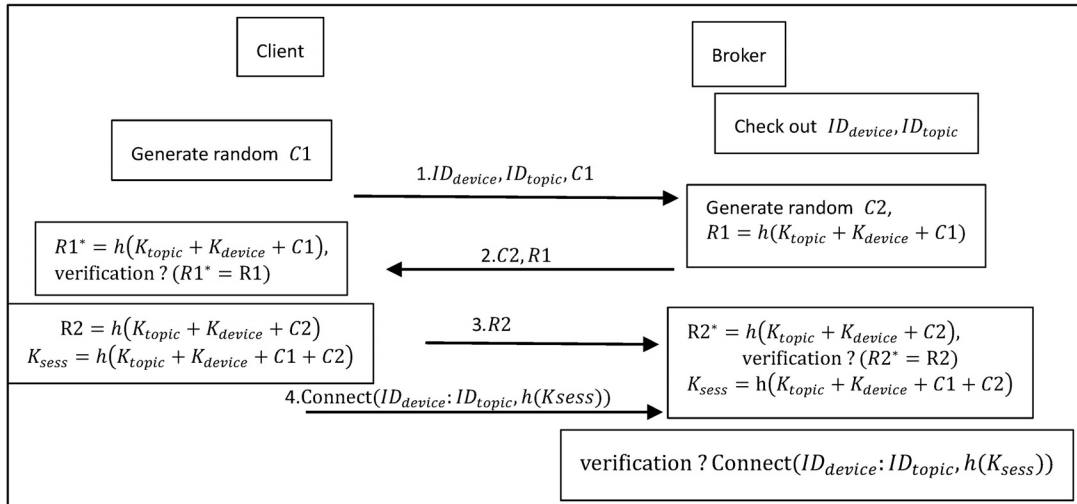 Client
Broker
Check out ID_device, ID_topic
Generate random C1
1.ID_device, ID_topic, C1
Generate random C2,
R1 = h(K_topic + K_device + C1)
R1* = h(K_topic + K_device + C1),
verification ? (R1* = R1)
2.C2, R1
R2 = h(K_topic + K_device + C2)
K_sess = h(K_topic + K_device + C1 + C2)
3.R2
R2* = h(K_topic + K_device + C2),
verification ? (R2* = R2)
K_sess = h(K_topic + K_device + C1 + C2)
4.Connect(ID_device: ID_topic, h(Ksess))
verification ? Connect(ID_device: ID_topic, h(K_sess))